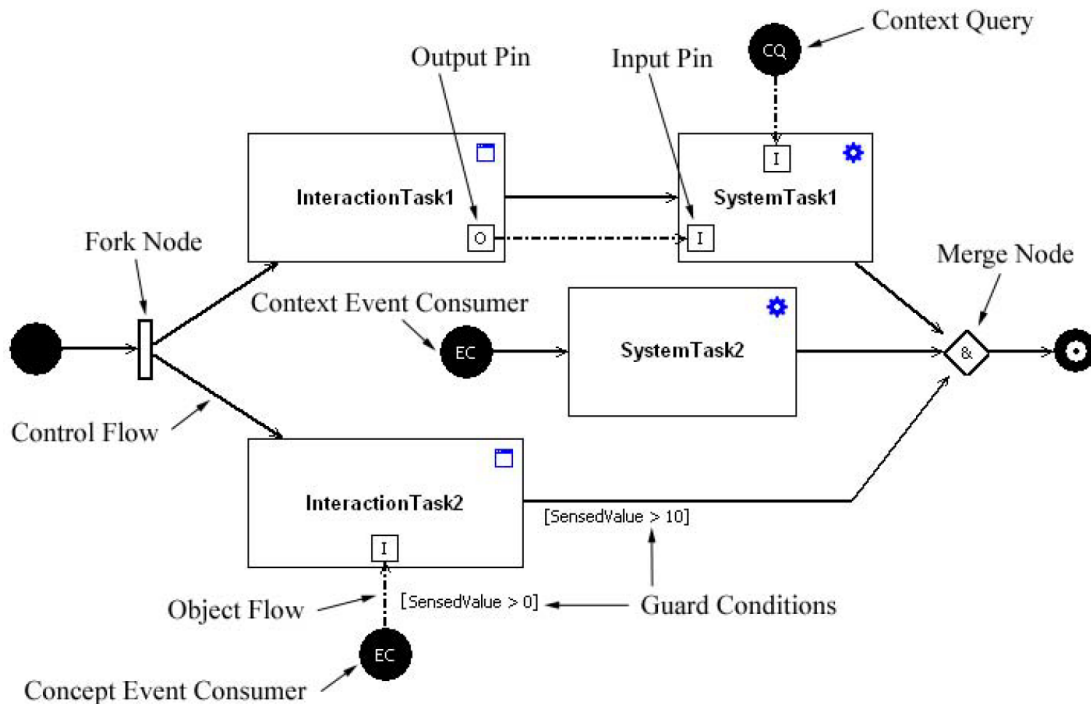 Context Query
CQ
Output Pin
Input Pin
I
InteractionTask1
SystemTask1
O
I
Fork Node
Merge Node
Context Event Consumer
EC
SystemTask2
&
Control Flow
InteractionTask2
[SensedValue > 10]
I
Object Flow
[SensedValue > 0]
Guard Conditions
EC
Concept Event Consumer